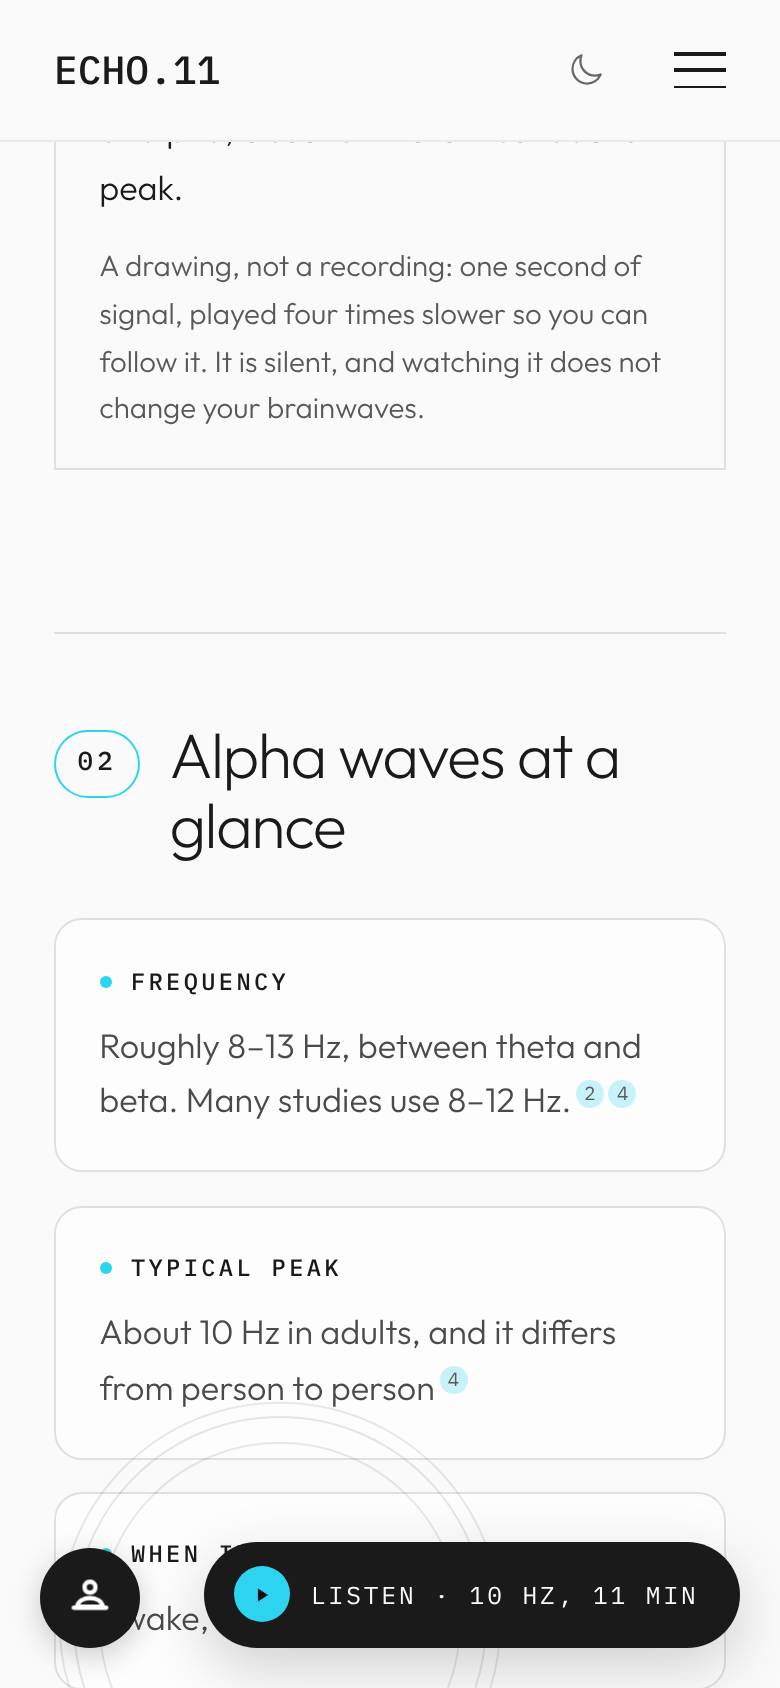 ECHO.11
peak.
A drawing, not a recording: one second of
signal, played four times slower so you can
follow it. It is silent, and watching it does not
change your brainwaves.
02
Alpha waves at a
glance
FREQUENCY
Roughly 8–13 Hz, between theta and
beta. Many studies use 8–12 Hz. 2 4
TYPICAL PEAK
About 10 Hz in adults, and it differs
from person to person 4
WHEN
LISTEN · 10 HZ, 11 MIN